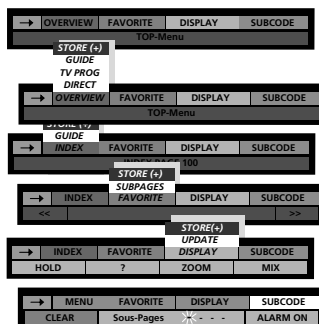 → OVERVIEW FAVORITE DISPLAY SUBCODE
TOP-Menu
STORE (+)
GUIDE
TV PROG
DIRECT
→ OVERVIEW FAVORITE DISPLAY SUBCODE
TOP-Menu
STORE (+)
GUIDE
→ INDEX FAVORITE DISPLAY SUBCODE
INDEX PAGE 100
STORE (+)
SUBPAGES
→ INDEX FAVORITE DISPLAY SUBCODE
<< >>
STORE(+)
UPDATE
→ INDEX FAVORITE DISPLAY SUBCODE
HOLD ? ZOOM MIX
→ MENU FAVORITE DISPLAY SUBCODE
CLEAR Sous-Pages - - - ALARM ON